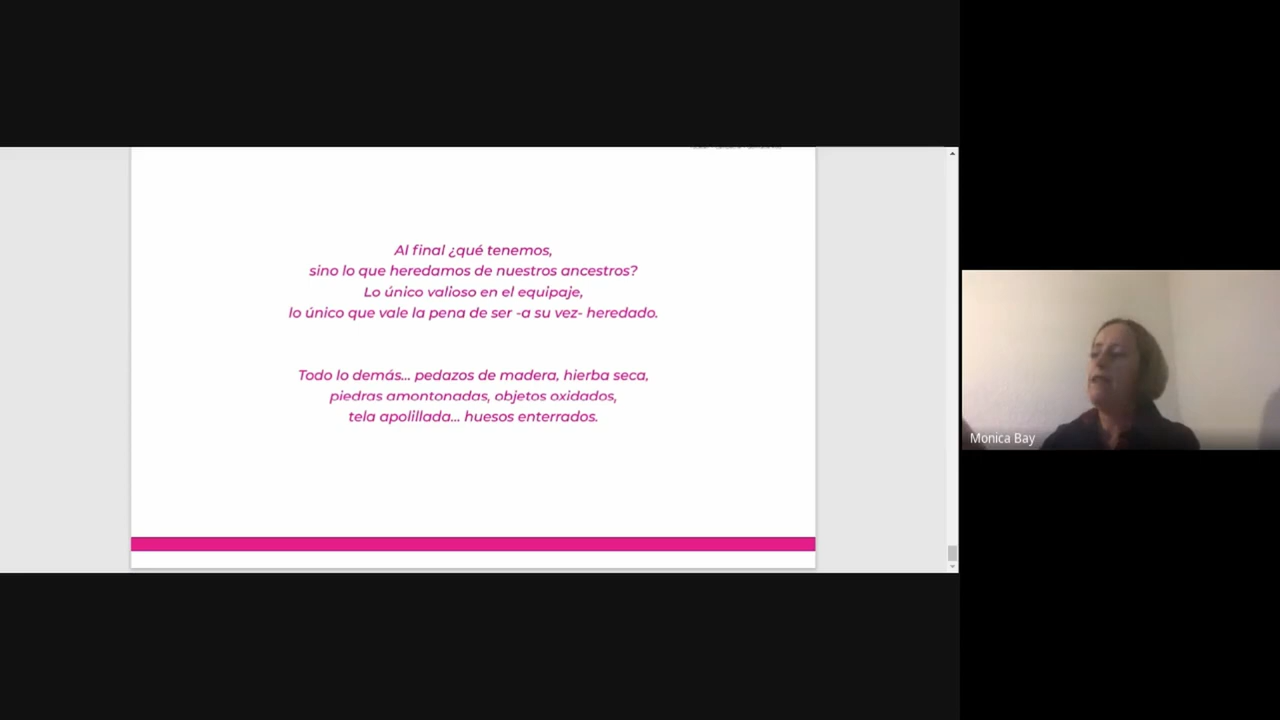 Al final ¿qué tenemos,
sino lo que heredamos de nuestros ancestros?
Lo único valioso en el equipaje,
lo único que vale la pena de ser -a su vez- heredado.
Todo lo demás... pedazos de madera, hierba seca,
piedras amontonadas, objetos oxidados,
tela apolillada... huesos enterrados.
Monica Bay